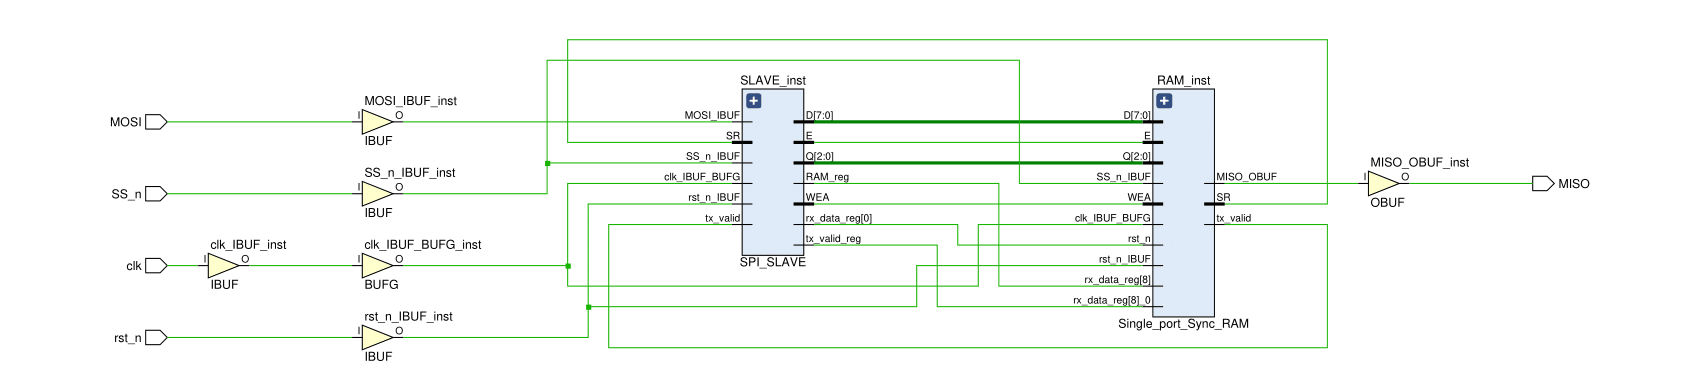 MOSI
I
MOSI_IBUF_inst
O
IBUF
SS_n
I
SS_n_IBUF_inst
O
IBUF
clk
I
clk_IBUF_inst
O
IBUF
I
clk_IBUF_BUFG_inst
O
BUFG
rst_n
I
rst_n_IBUF_inst
O
IBUF
SLAVE_inst
MOSI_IBUF
SR
SS_n_IBUF
clk_IBUF_BUFG
rst_n_IBUF
tx_valid
D[7:0]
E
Q[2:0]
RAM_reg
WEA
rx_data_reg[0]
tx_valid_reg
SPI_SLAVE
RAM_inst
D[7:0]
E
Q[2:0]
SS_n_IBUF
WEA
clk_IBUF_BUFG
rst_n
rst_n_IBUF
rx_data_reg[8]
rx_data_reg[8]_0
MISO_OBUF
SR
tx_valid
Single_port_Sync_RAM
MISO_OBUF_inst
I
O
OBUF
MISO